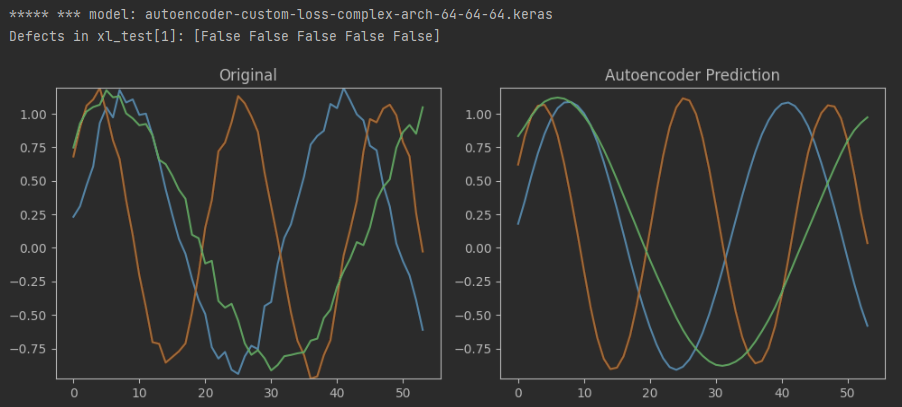 ***** *** model: autoencoder-custom-loss-complex-arch-64-64-64.keras
Defects in xl_test[1]: [False False False False False]
Original
Autoencoder Prediction
1.00
0.75
0.50
0.25
0.00
−0.25
−0.50
−0.75
0 10 20 30 40 50
1.00
0.75
0.50
0.25
0.00
−0.25
−0.50
−0.75
0 10 20 30 40 50